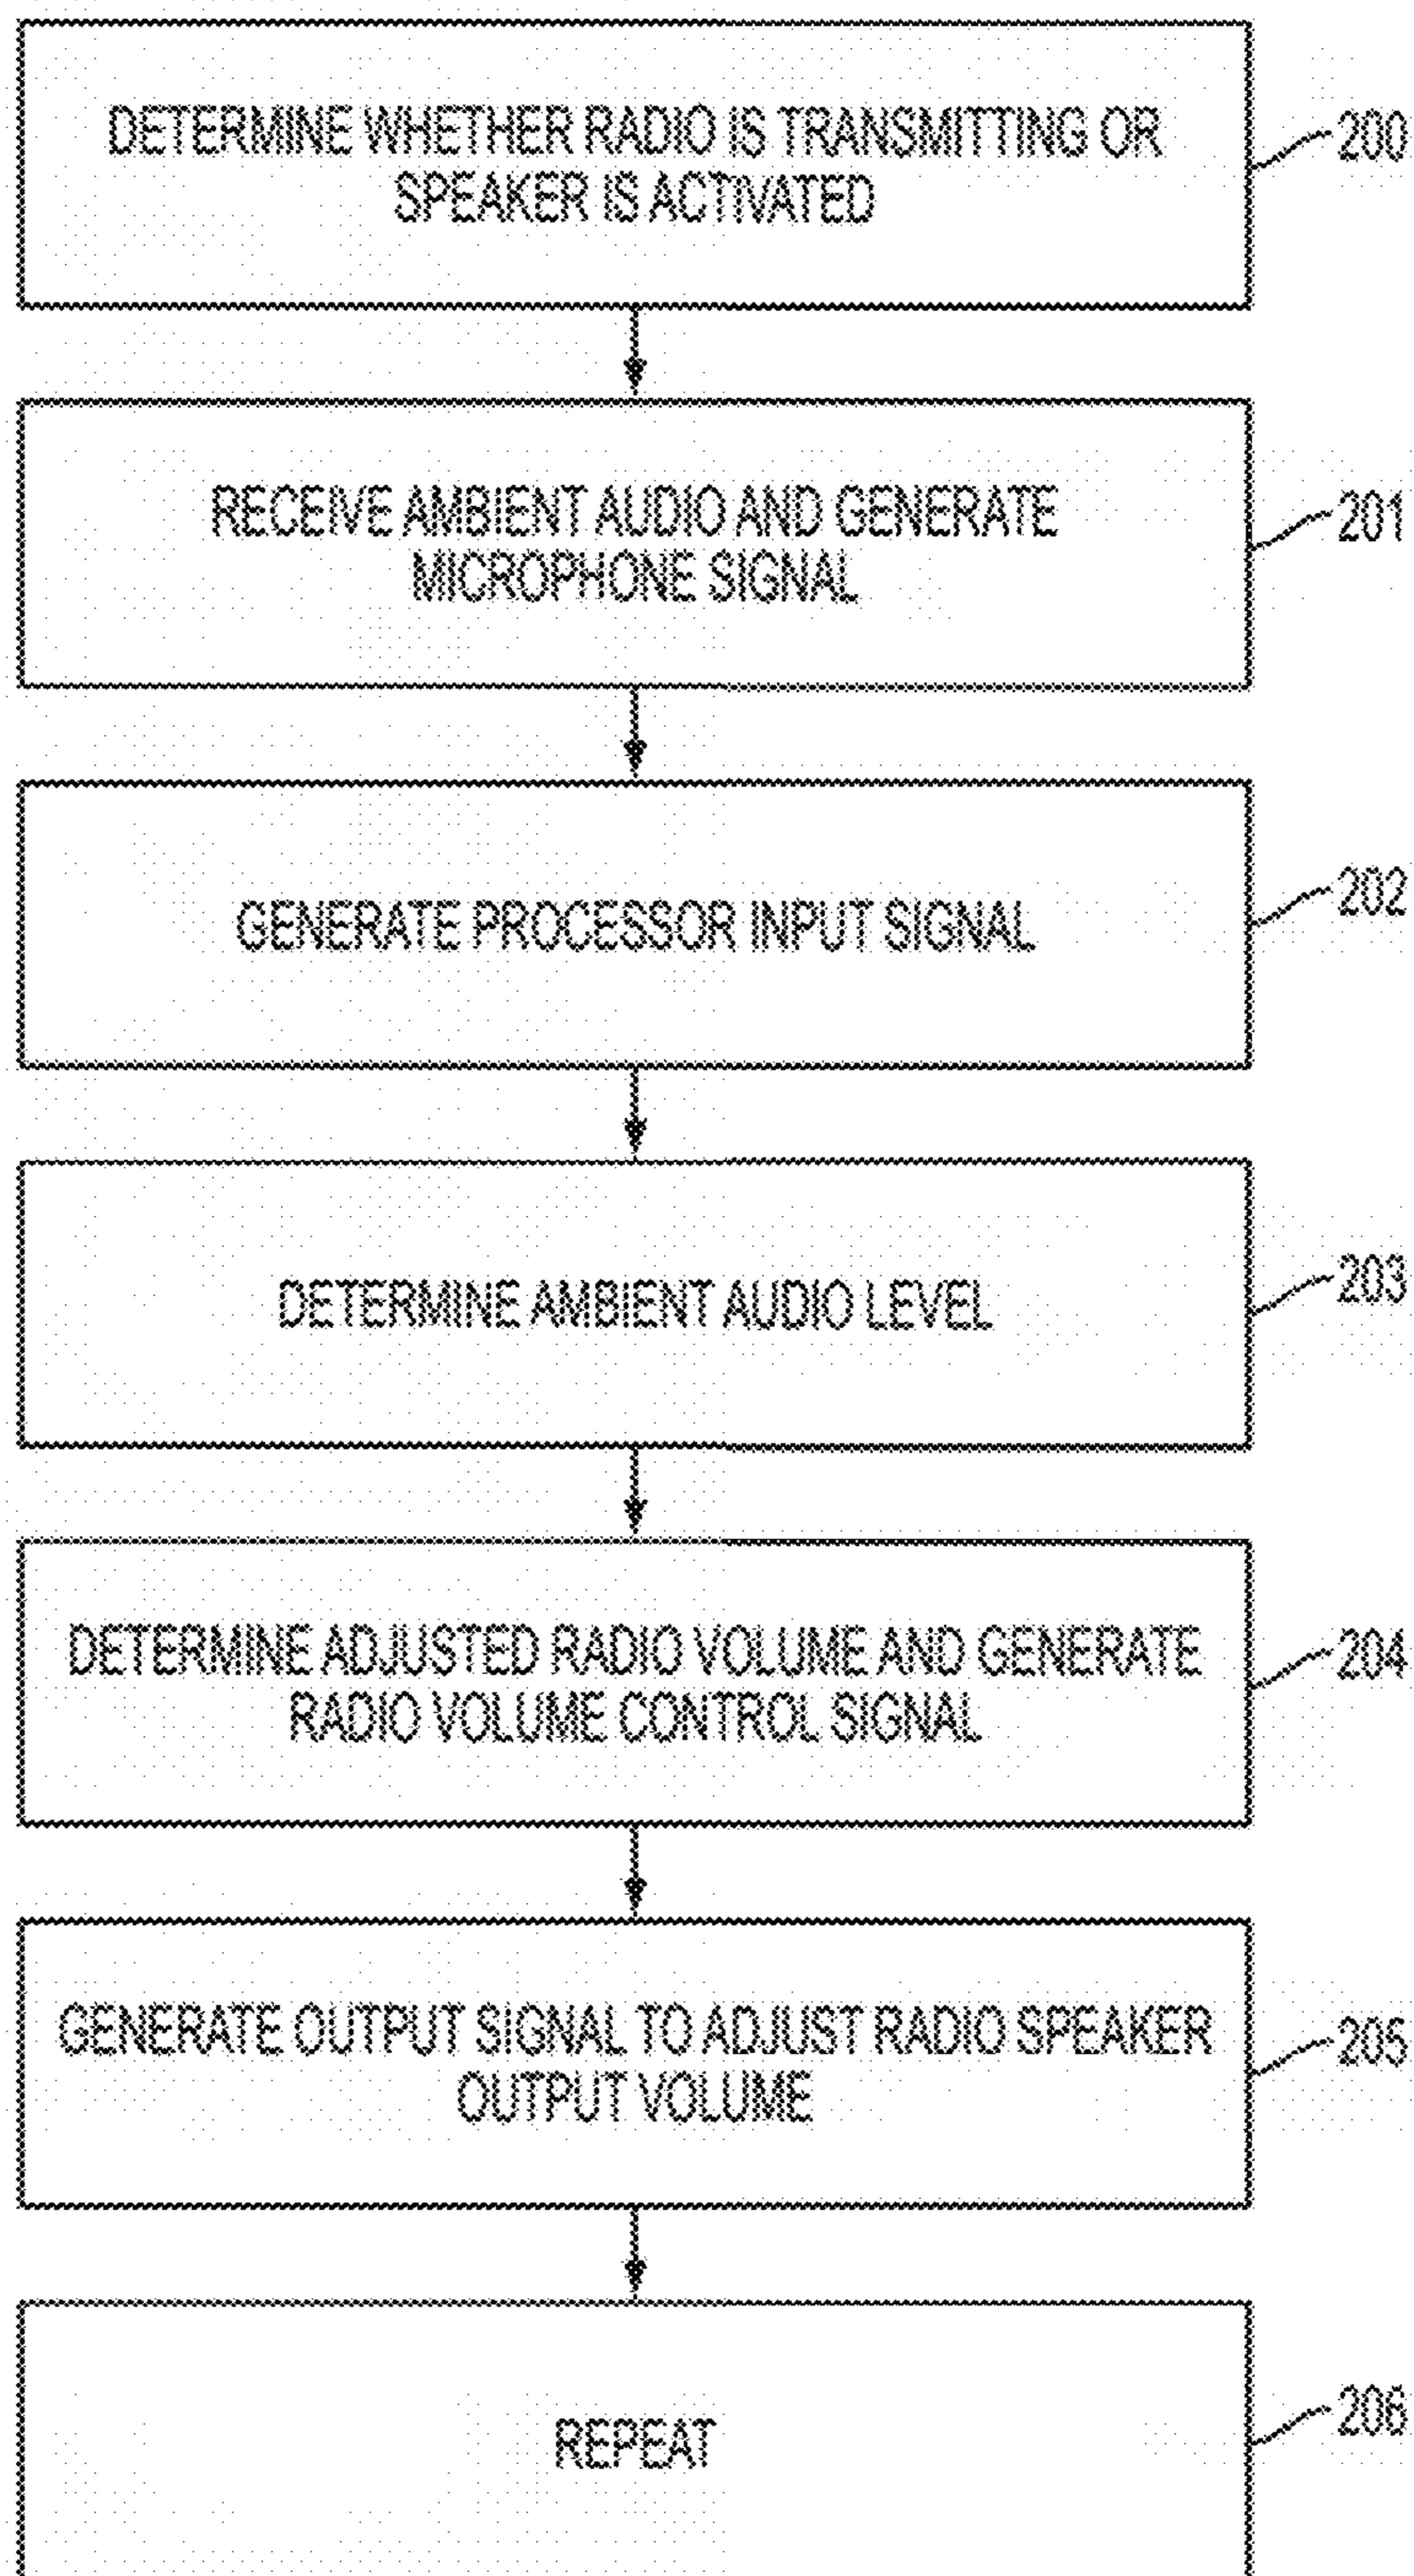 DETERMINE WHETHER RADIO IS TRANSMITTING OR
SPEAKER IS ACTIVATED
200
RECEIVE AMBIENT AUDIO AND GENERATE
MICROPHONE SIGNAL
201
GENERATE PROCESSOR INPUT SIGNAL
202
DETERMINE AMBIENT AUDIO LEVEL
203
DETERMINE ADJUSTED RADIO VOLUME AND GENERATE
RADIO VOLUME CONTROL SIGNAL
204
GENERATE OUTPUT SIGNAL TO ADJUST RADIO SPEAKER
OUTPUT VOLUME
205
REPEAT
206